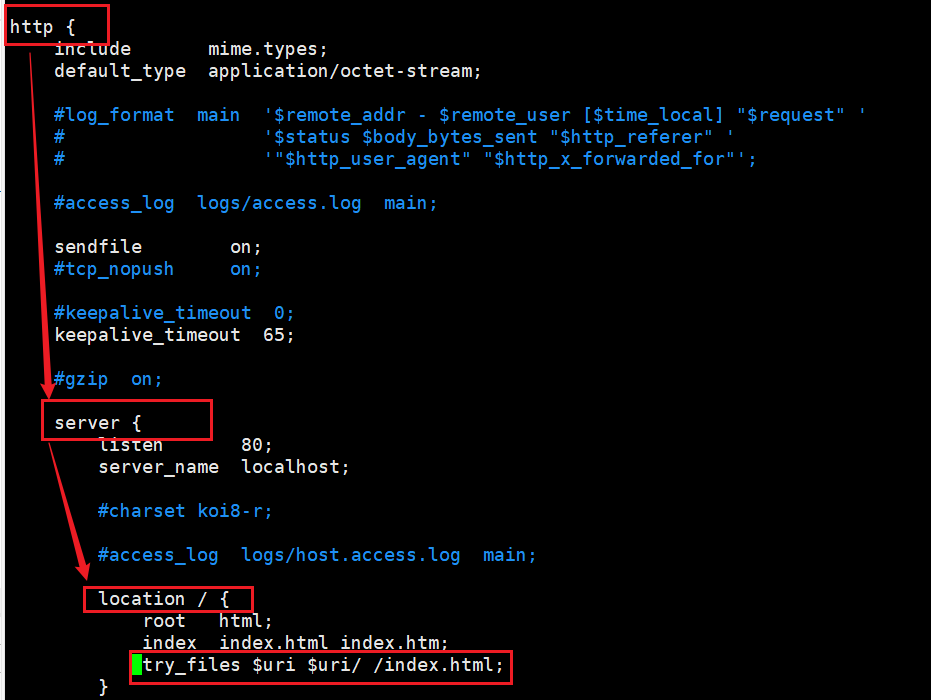 http {
    include       mime.types;
    default_type  application/octet-stream;

    #log_format  main  '$remote_addr - $remote_user [$time_local] "$request" '
    #                  '$status $body_bytes_sent "$http_referer" '
    #                  '"$http_user_agent" "$http_x_forwarded_for"';

    #access_log  logs/access.log  main;

    sendfile        on;
    #tcp_nopush     on;

    #keepalive_timeout  0;
    keepalive_timeout  65;

    #gzip  on;

    server {
        listen       80;
        server_name  localhost;

        #charset koi8-r;

        #access_log  logs/host.access.log  main;

        location / {
            root   html;
            index  index.html index.htm;
            try_files $uri $uri/ /index.html;
        }